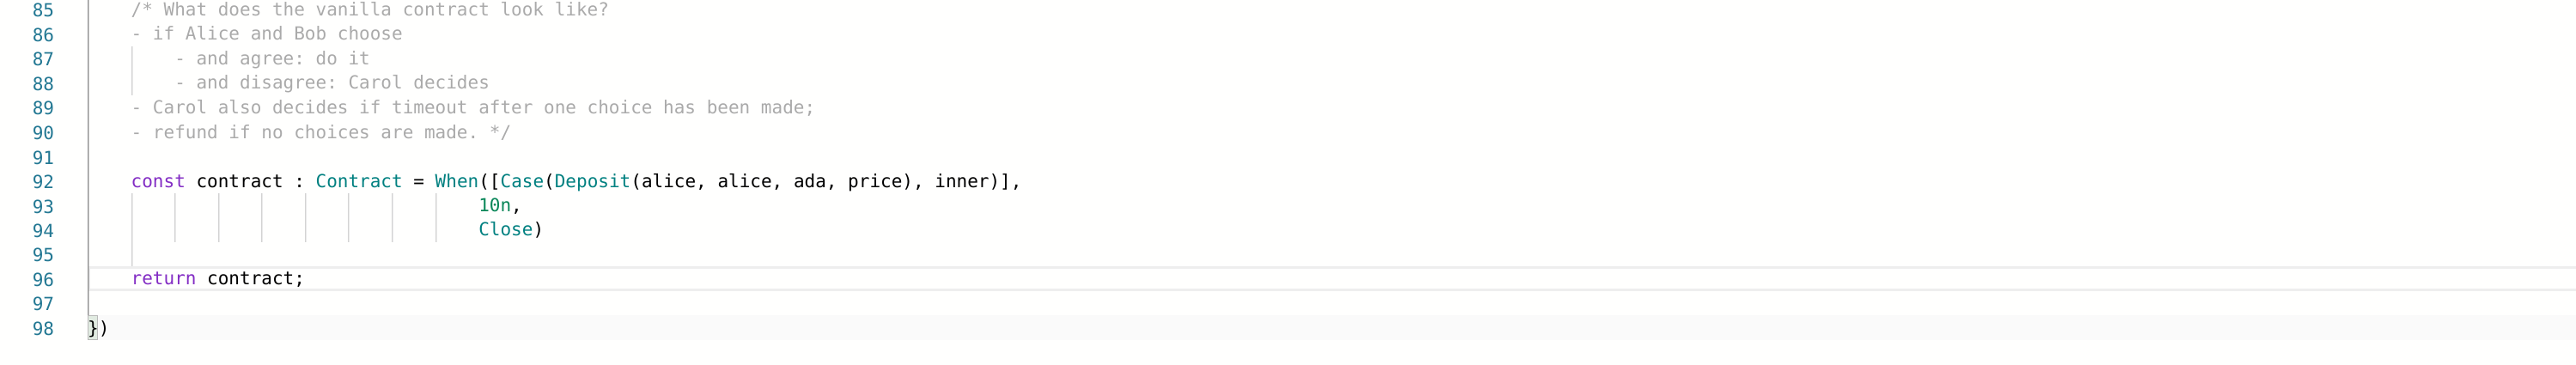 85 /* What does the vanilla contract look like?
86 - if Alice and Bob choose
87 - and agree: do it
88 - and disagree: Carol decides
89 - Carol also decides if timeout after one choice has been made;
90 - refund if no choices are made. */
91
92 const contract : Contract = When([Case(Deposit(alice, alice, ada, price), inner)],
93 10n,
94 Close)
95
96 return contract;
97
98 })